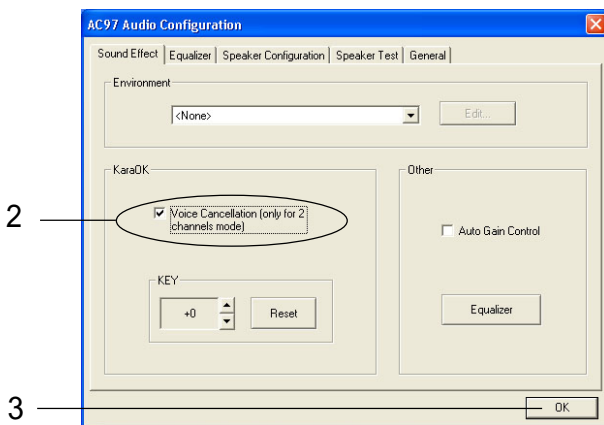 AC97 Audio Configuration
Sound Effect Equalizer Speaker Configuration Speaker Test General
Environment
<None>
Edit...
KaraOK
2
Voice Cancellation (only for 2
channels mode)
KEY
+0
Reset
Other
Auto Gain Control
Equalizer
3
OK